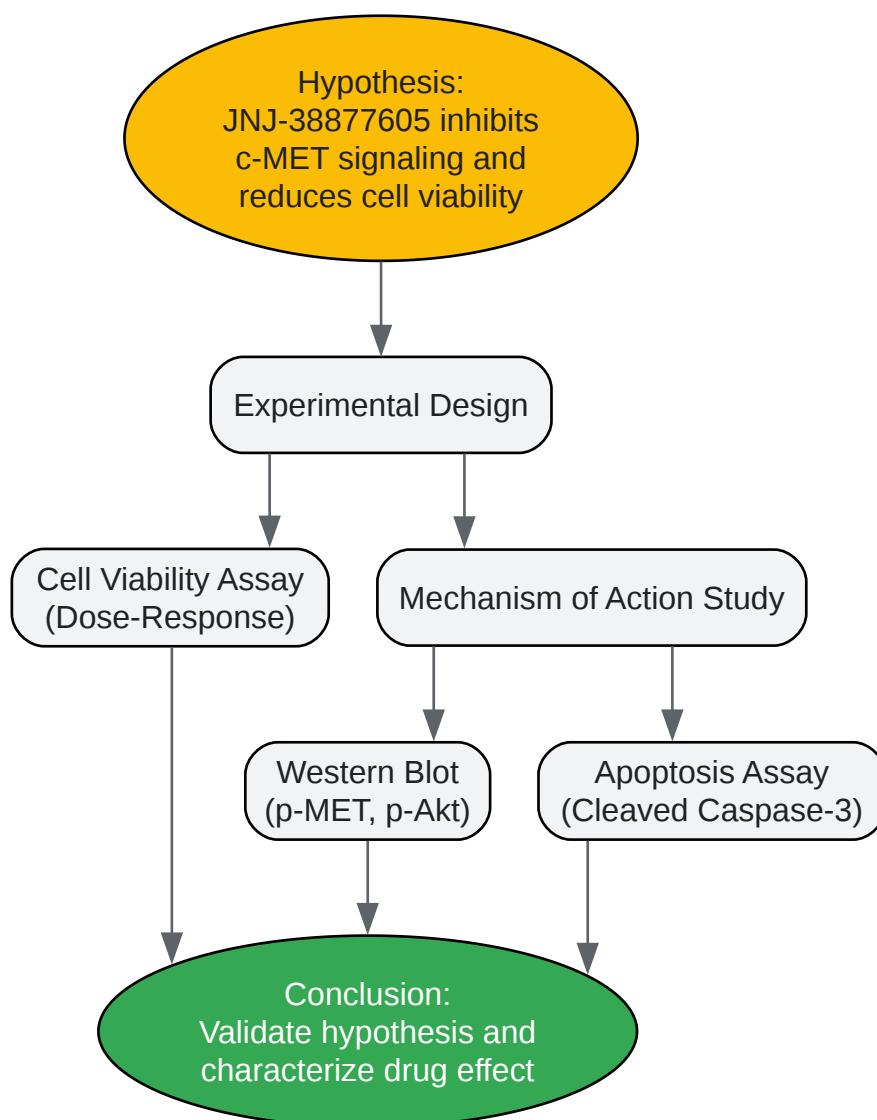 Hypothesis:
JNJ-38877605 inhibits
c-MET signaling and
reduces cell viability
Experimental Design
Cell Viability Assay
(Dose-Response)
Mechanism of Action Study
Western Blot
(p-MET, p-Akt)
Apoptosis Assay
(Cleaved Caspase-3)
Conclusion:
Validate hypothesis and
characterize drug effect